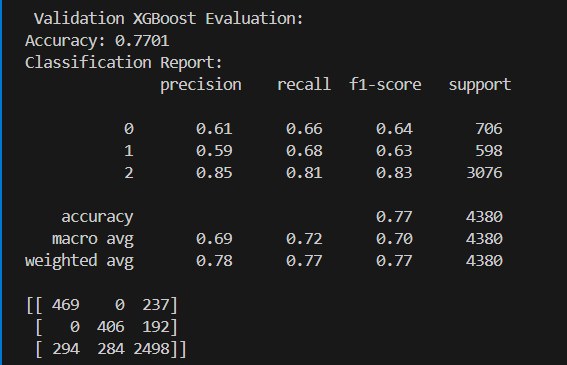 Validation XGBoost Evaluation:
Accuracy: 0.7701
Classification Report:
precision recall f1-score support
0 0.61 0.66 0.64 706
1 0.59 0.68 0.63 598
2 0.85 0.81 0.83 3076
accuracy 0.77 4380
macro avg 0.69 0.72 0.70 4380
weighted avg 0.78 0.77 0.77 4380
[[ 469 0 237]
[ 0 406 192]
[ 294 284 2498]]